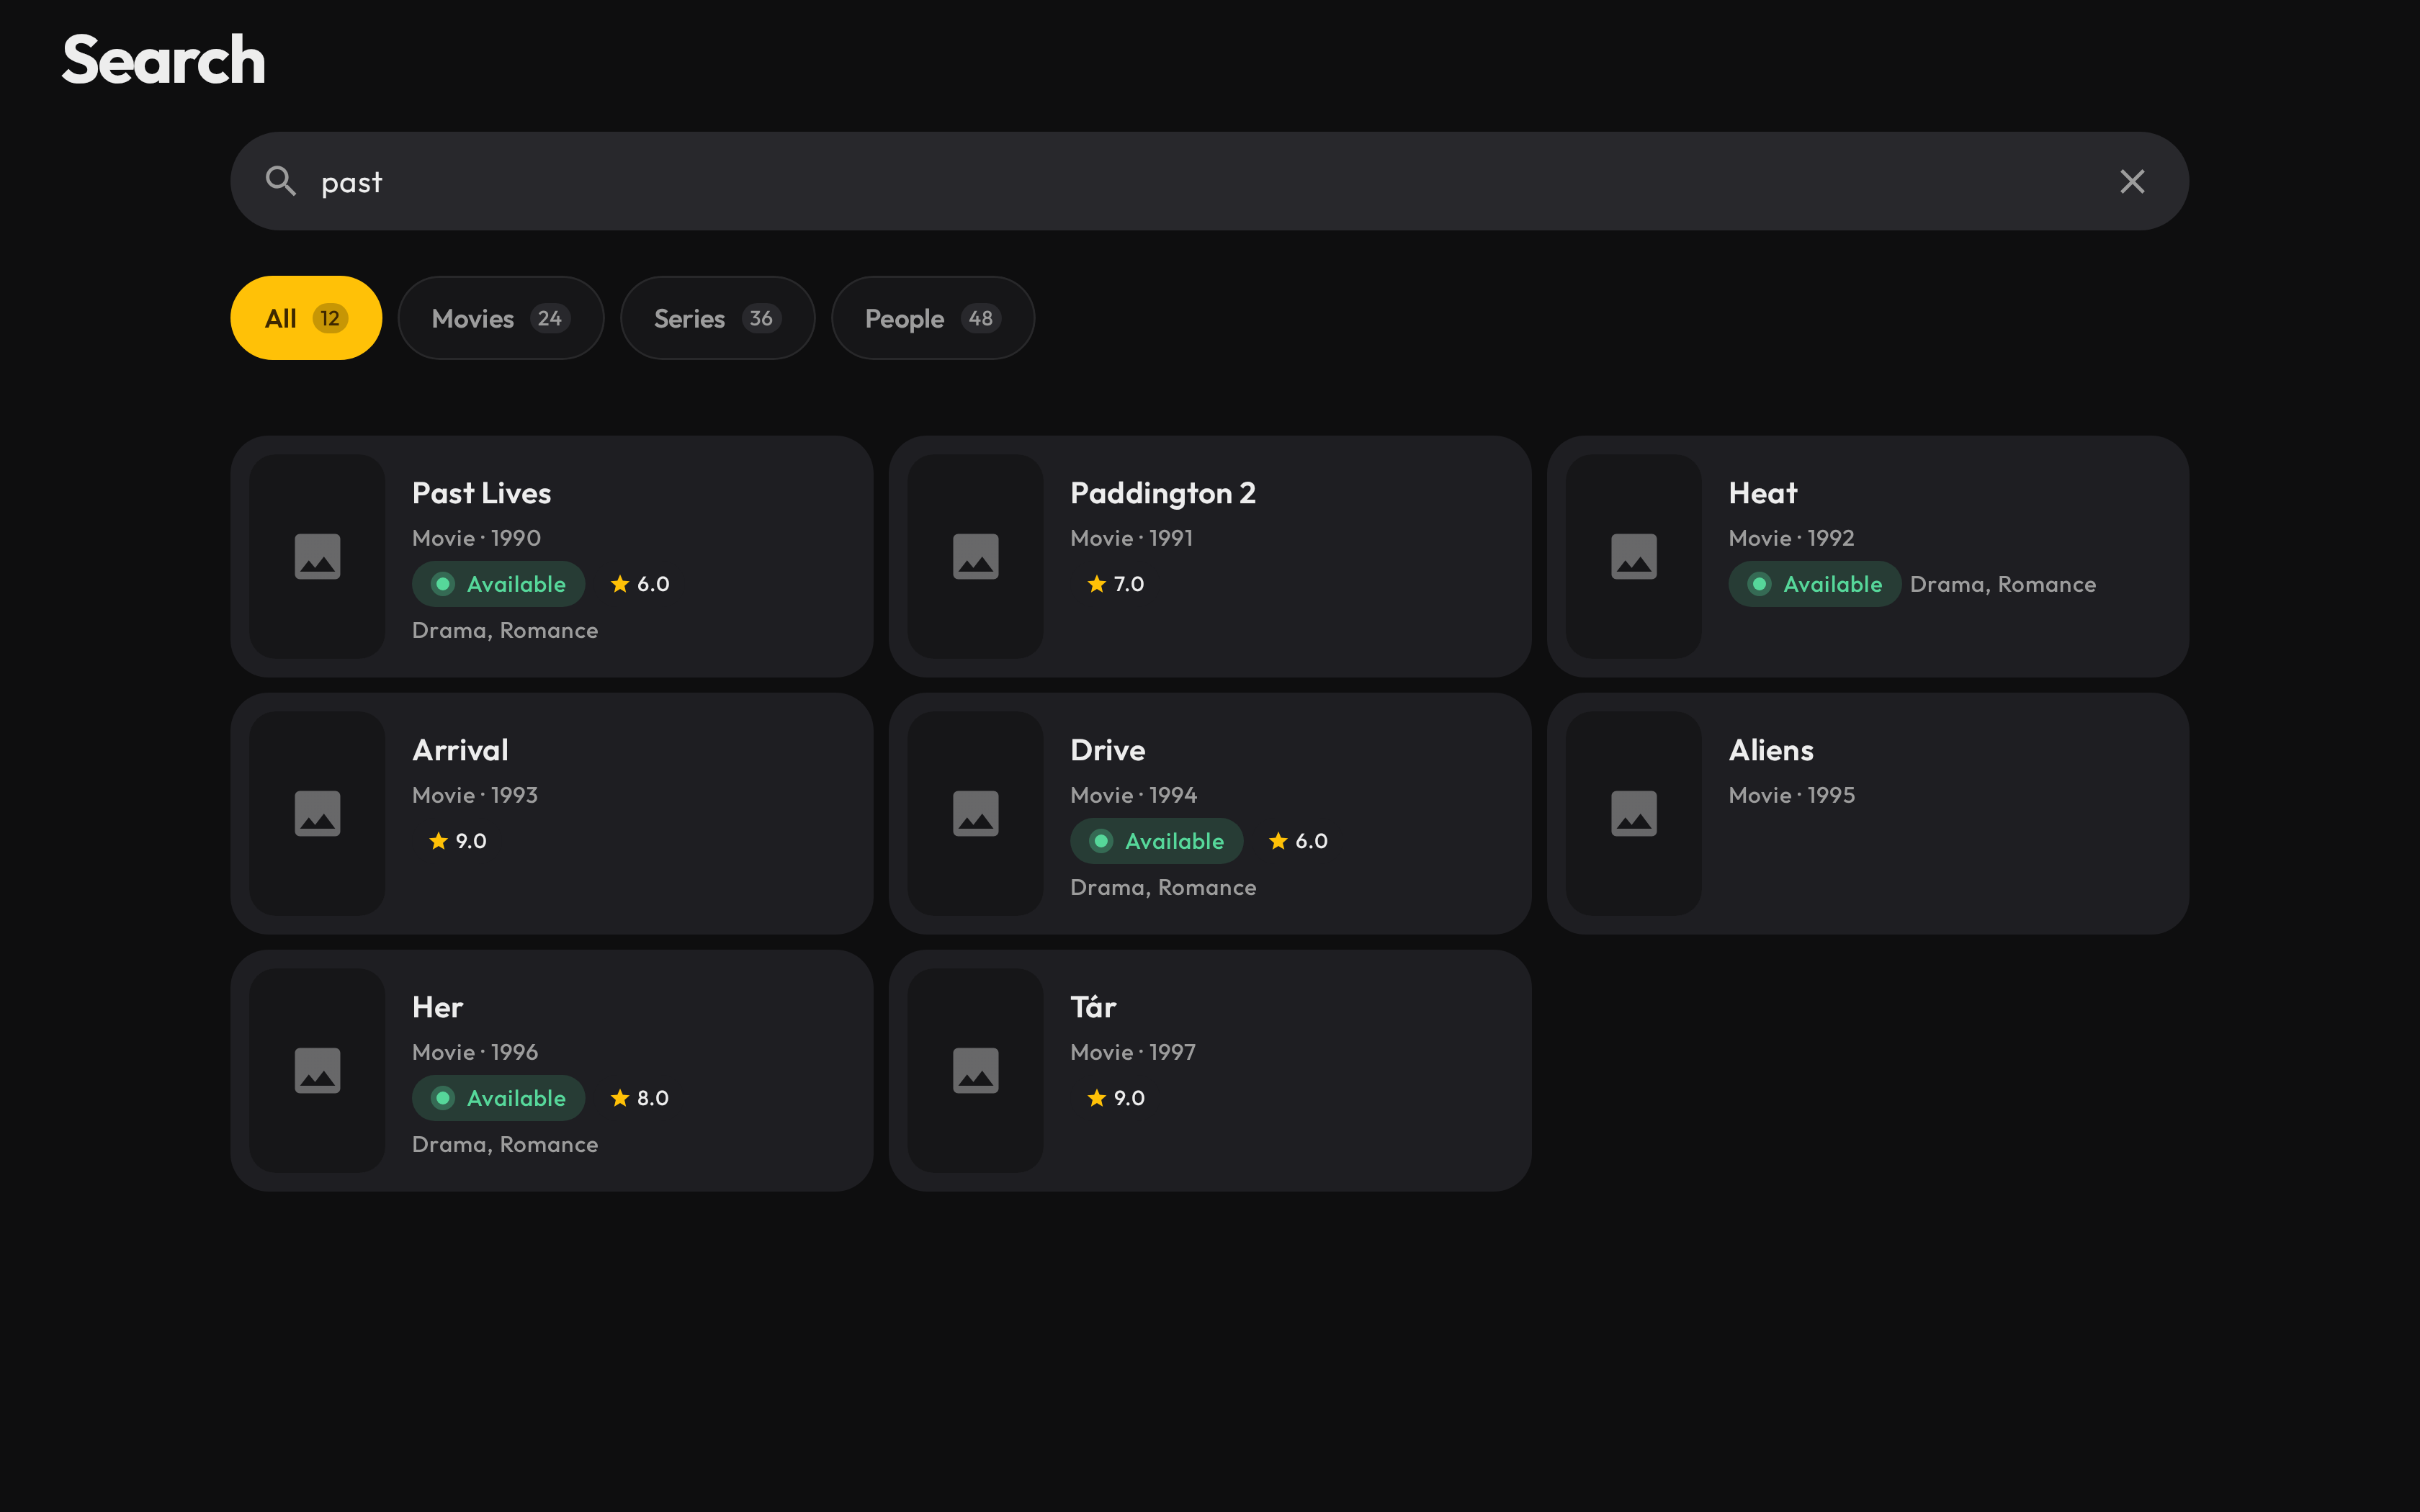 Search
past
All 12 Movies 24 Series 36 People 48
Past Lives
Movie · 1990
Available 6.0
Drama, Romance
Paddington 2
Movie · 1991
7.0
Heat
Movie · 1992
Available Drama, Romance
Arrival
Movie · 1993
9.0
Drive
Movie · 1994
Available 6.0
Drama, Romance
Aliens
Movie · 1995
Her
Movie · 1996
Available 8.0
Drama, Romance
Tár
Movie · 1997
9.0